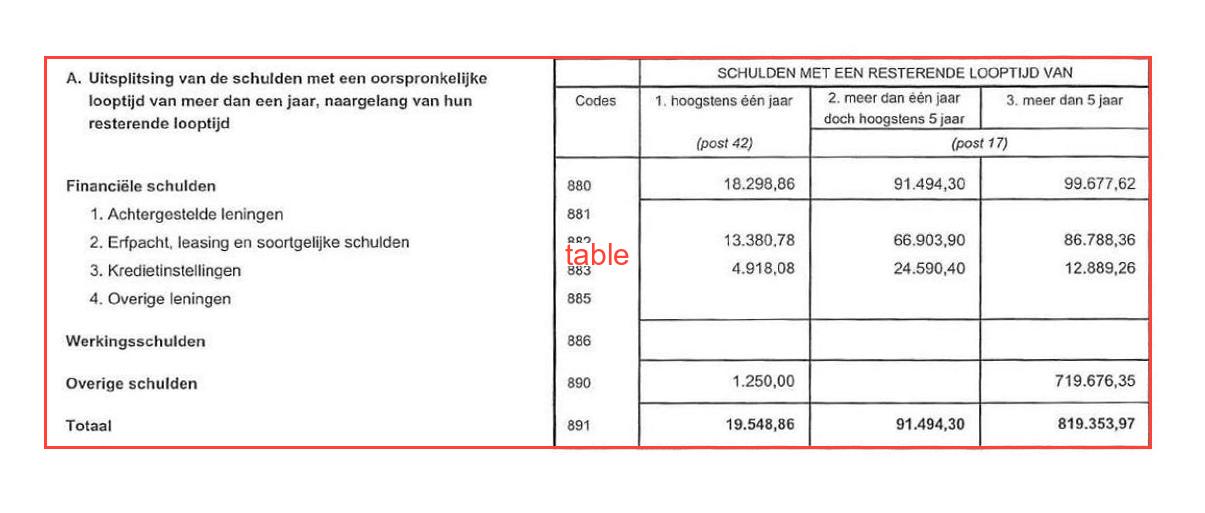 A. Uitsplitsing van de schulden met een oorspronkelijke
looptijd van meer dan een jaar, naargelang van hun
resterende looptijd
Codes
SCHULDEN MET EEN RESTERENDE LOOPTIJD VAN
1. hoogstens één jaar
2. meer dan één jaar
doch hoogstens 5 jaar
3. meer dan 5 jaar
(post 42) (post 17)
Financiële schulden 880 18.298,86 91.494,30 99.677,62
1. Achtergestelde leningen 881
2. Erfpacht, leasing en soortgelijke schulden 882 13.380,78 66.903,90 86.788,36
table
3. Kredietinstellingen 883 4.918,08 24.590,40 12.889,26
4. Overige leningen 885
Werkingsschulden 886
Overige schulden 890 1.250,00 719.676,35
Totaal 891 19.548,86 91.494,30 819.353,97